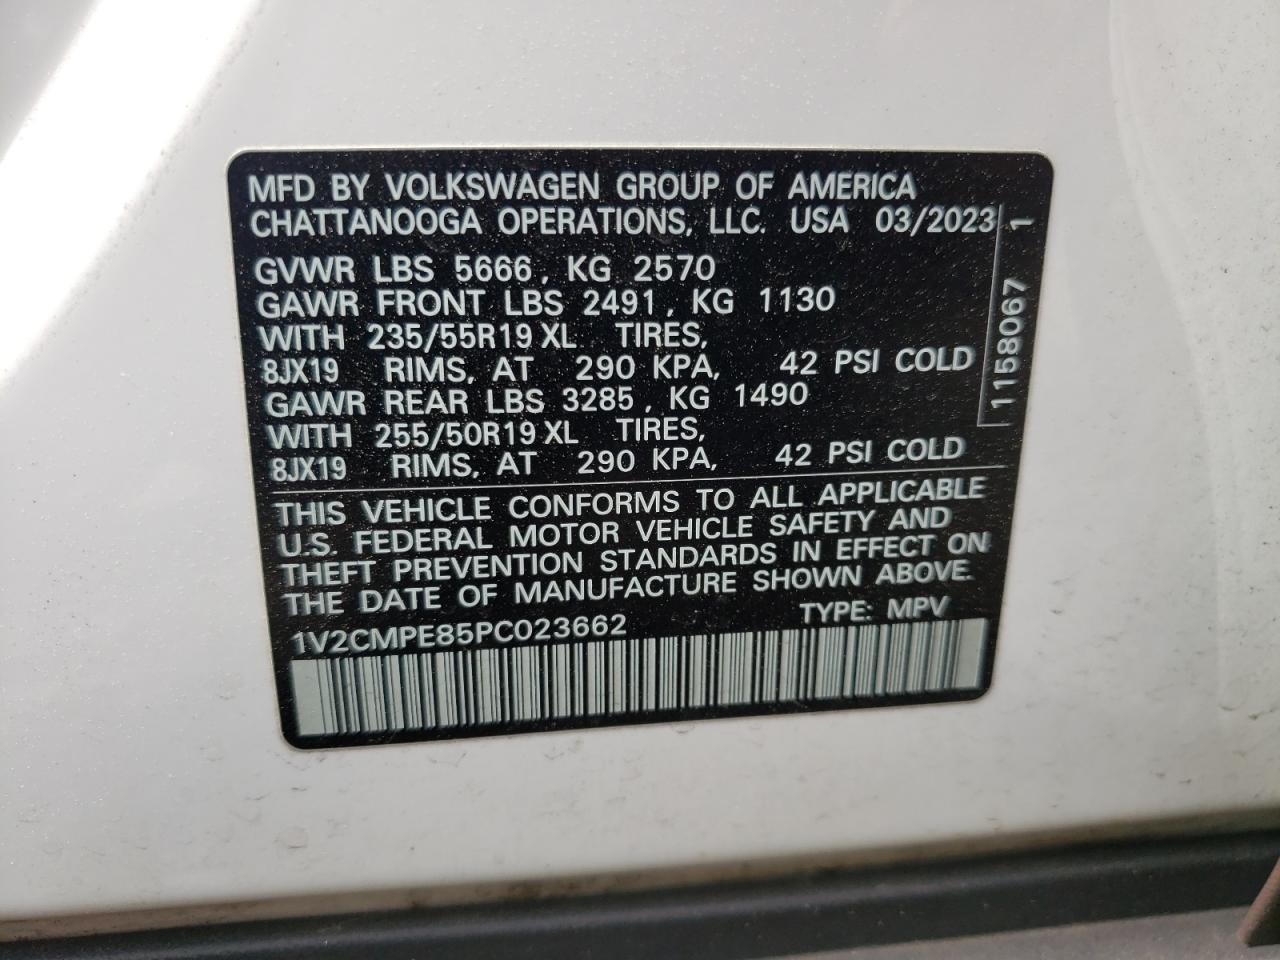 MFD BY VOLKSWAGEN GROUP OF AMERICA
CHATTANOOGA OPERATIONS, LLC. USA 03/2023
GVWR LBS 5666, KG 2570
GAWR FRONT LBS 2491, KG 1130
WITH 235/55R19 XL TIRES,
8JX19 RIMS, AT 290 KPA, 42 PSI COLD
GAWR REAR LBS 3285, KG 1490
WITH 255/50R19 XL TIRES,
8JX19 RIMS, AT 290 KPA, 42 PSI COLD
1158067 1
THIS VEHICLE CONFORMS TO ALL APPLICABLE
U.S. FEDERAL MOTOR VEHICLE SAFETY AND
THEFT PREVENTION STANDARDS IN EFFECT ON
THE DATE OF MANUFACTURE SHOWN ABOVE.
1V2CMPE85PC023662 TYPE: MPV